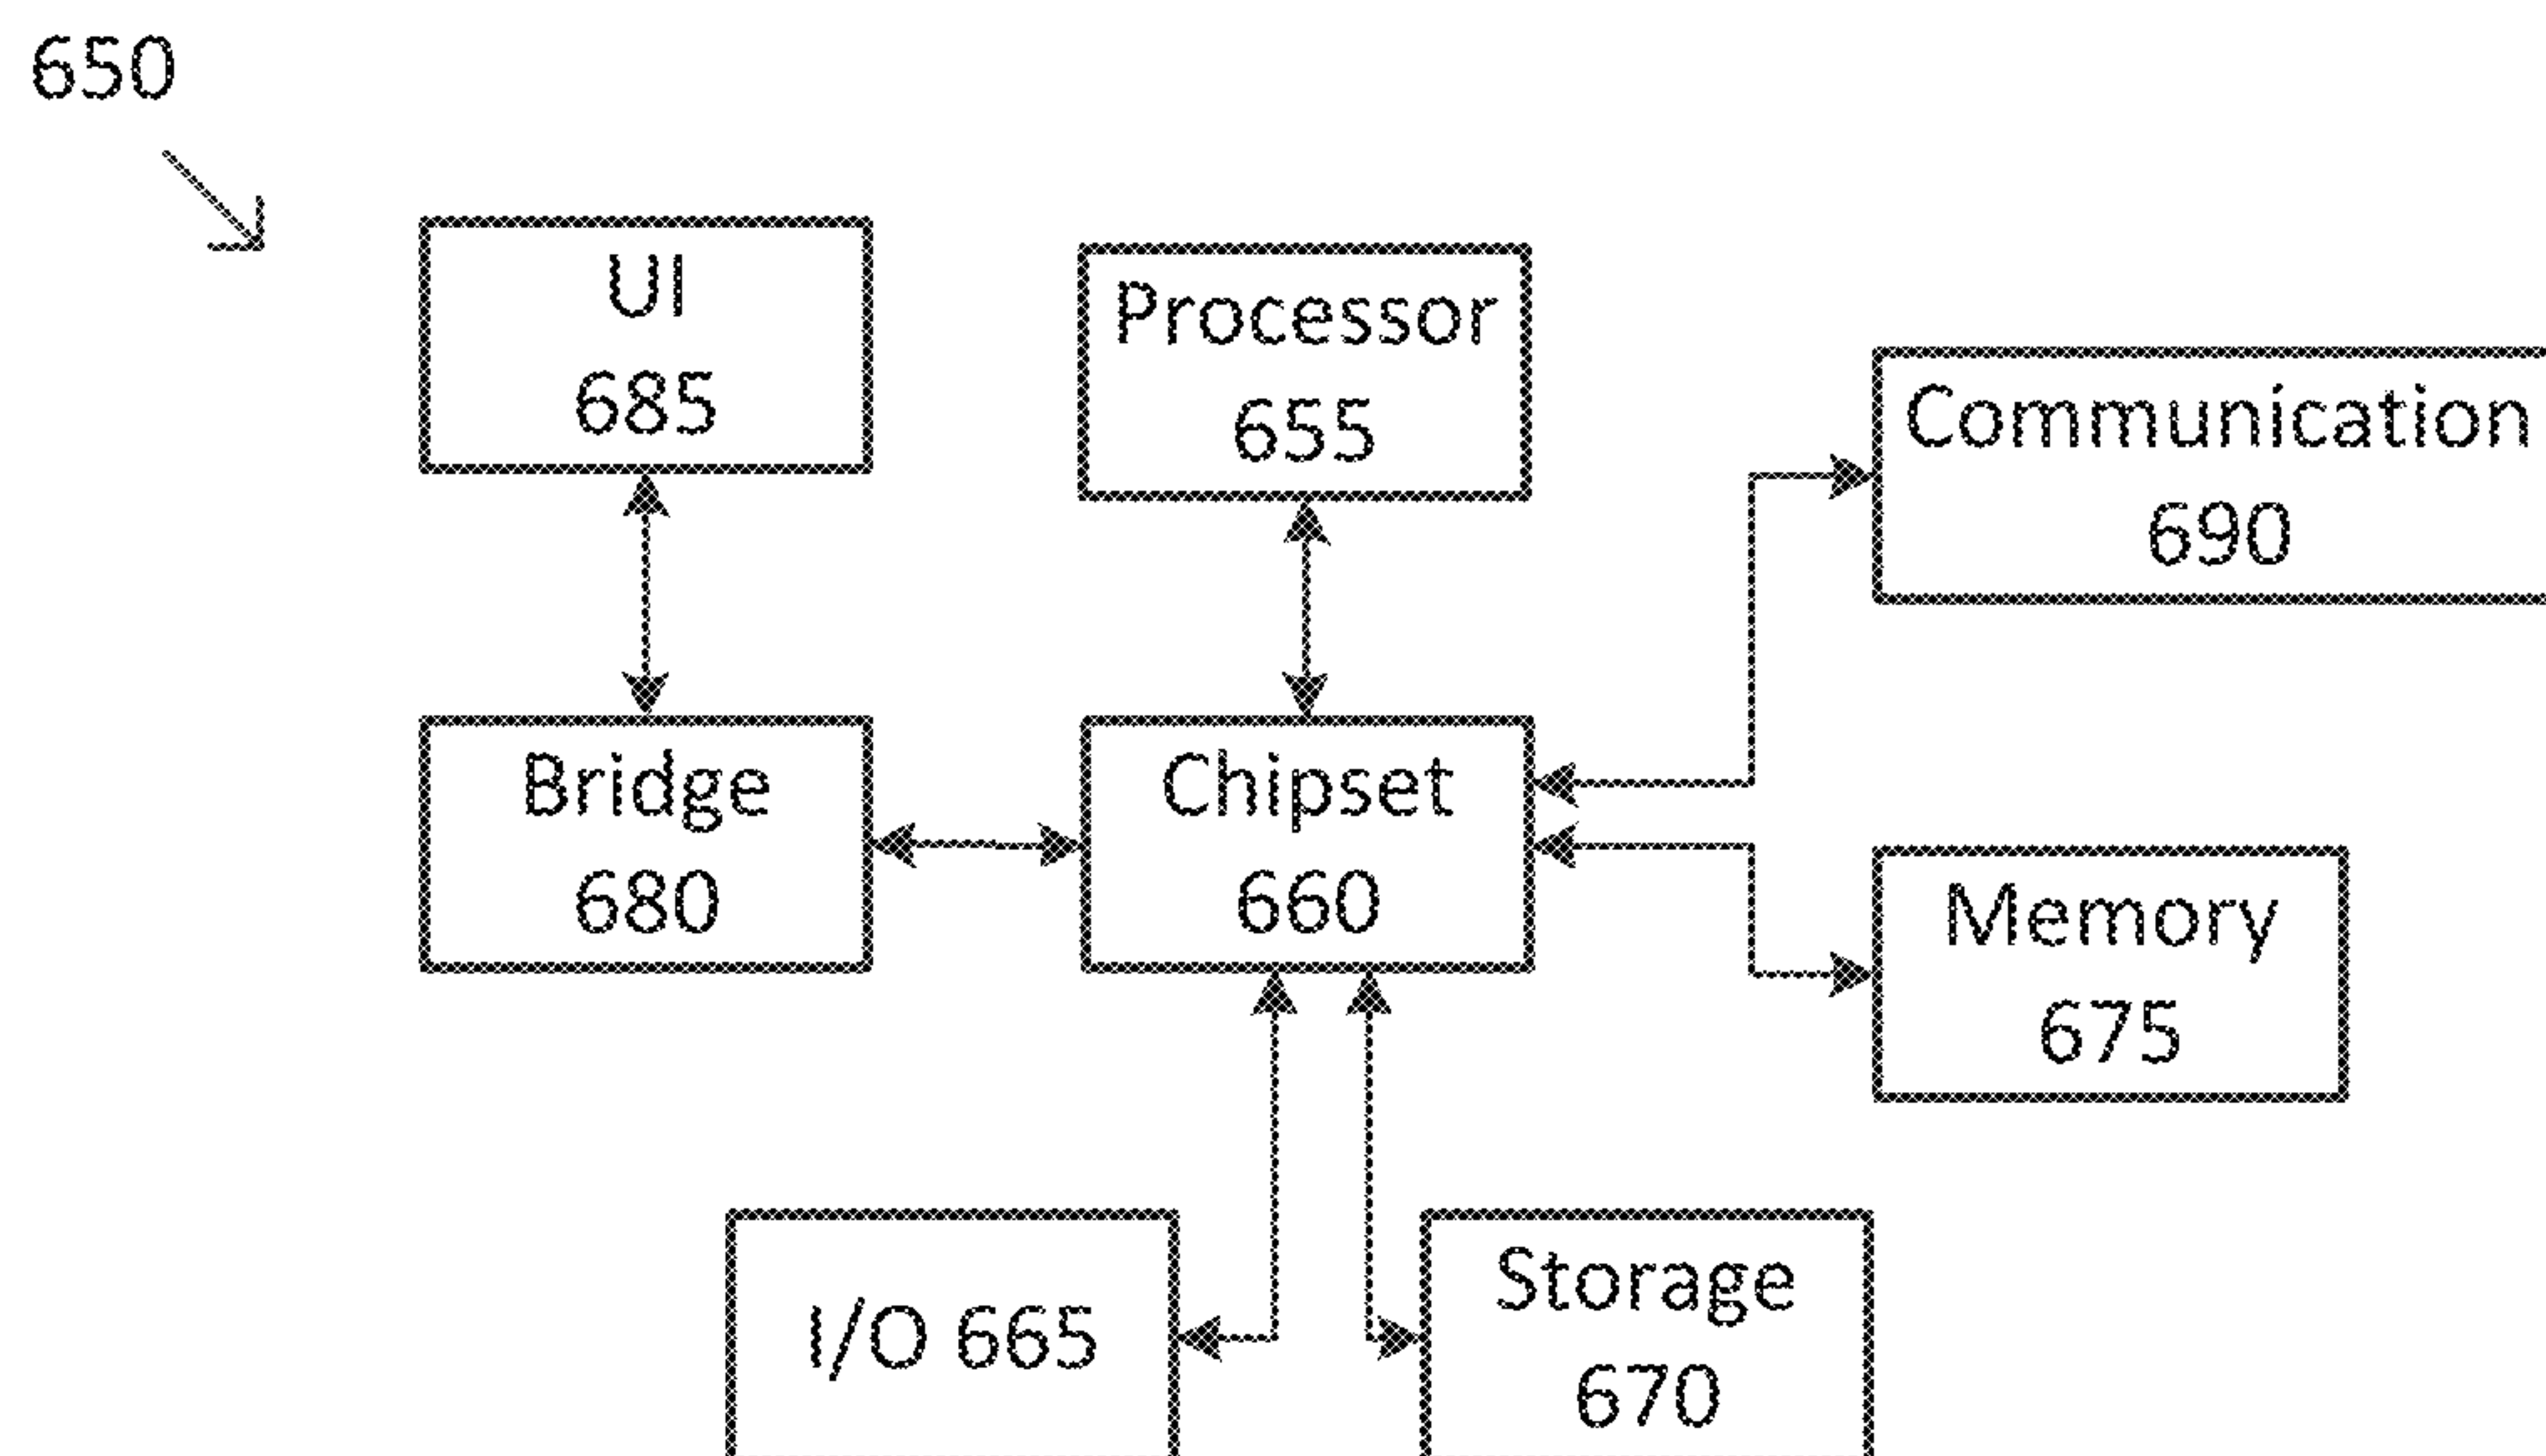 650
UI
685
Processor
655
Communication
690
Bridge
680
Chipset
660
Memory
675
I/O 665
Storage
670